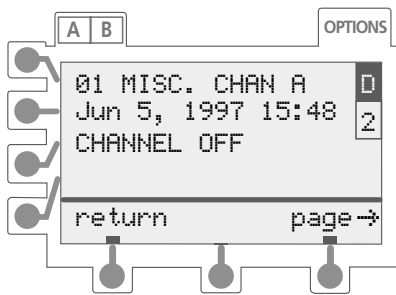 A B
OPTIONS
01 MISC. CHAN A D
Jun 5, 1997 15:48 2
CHANNEL OFF
return page→